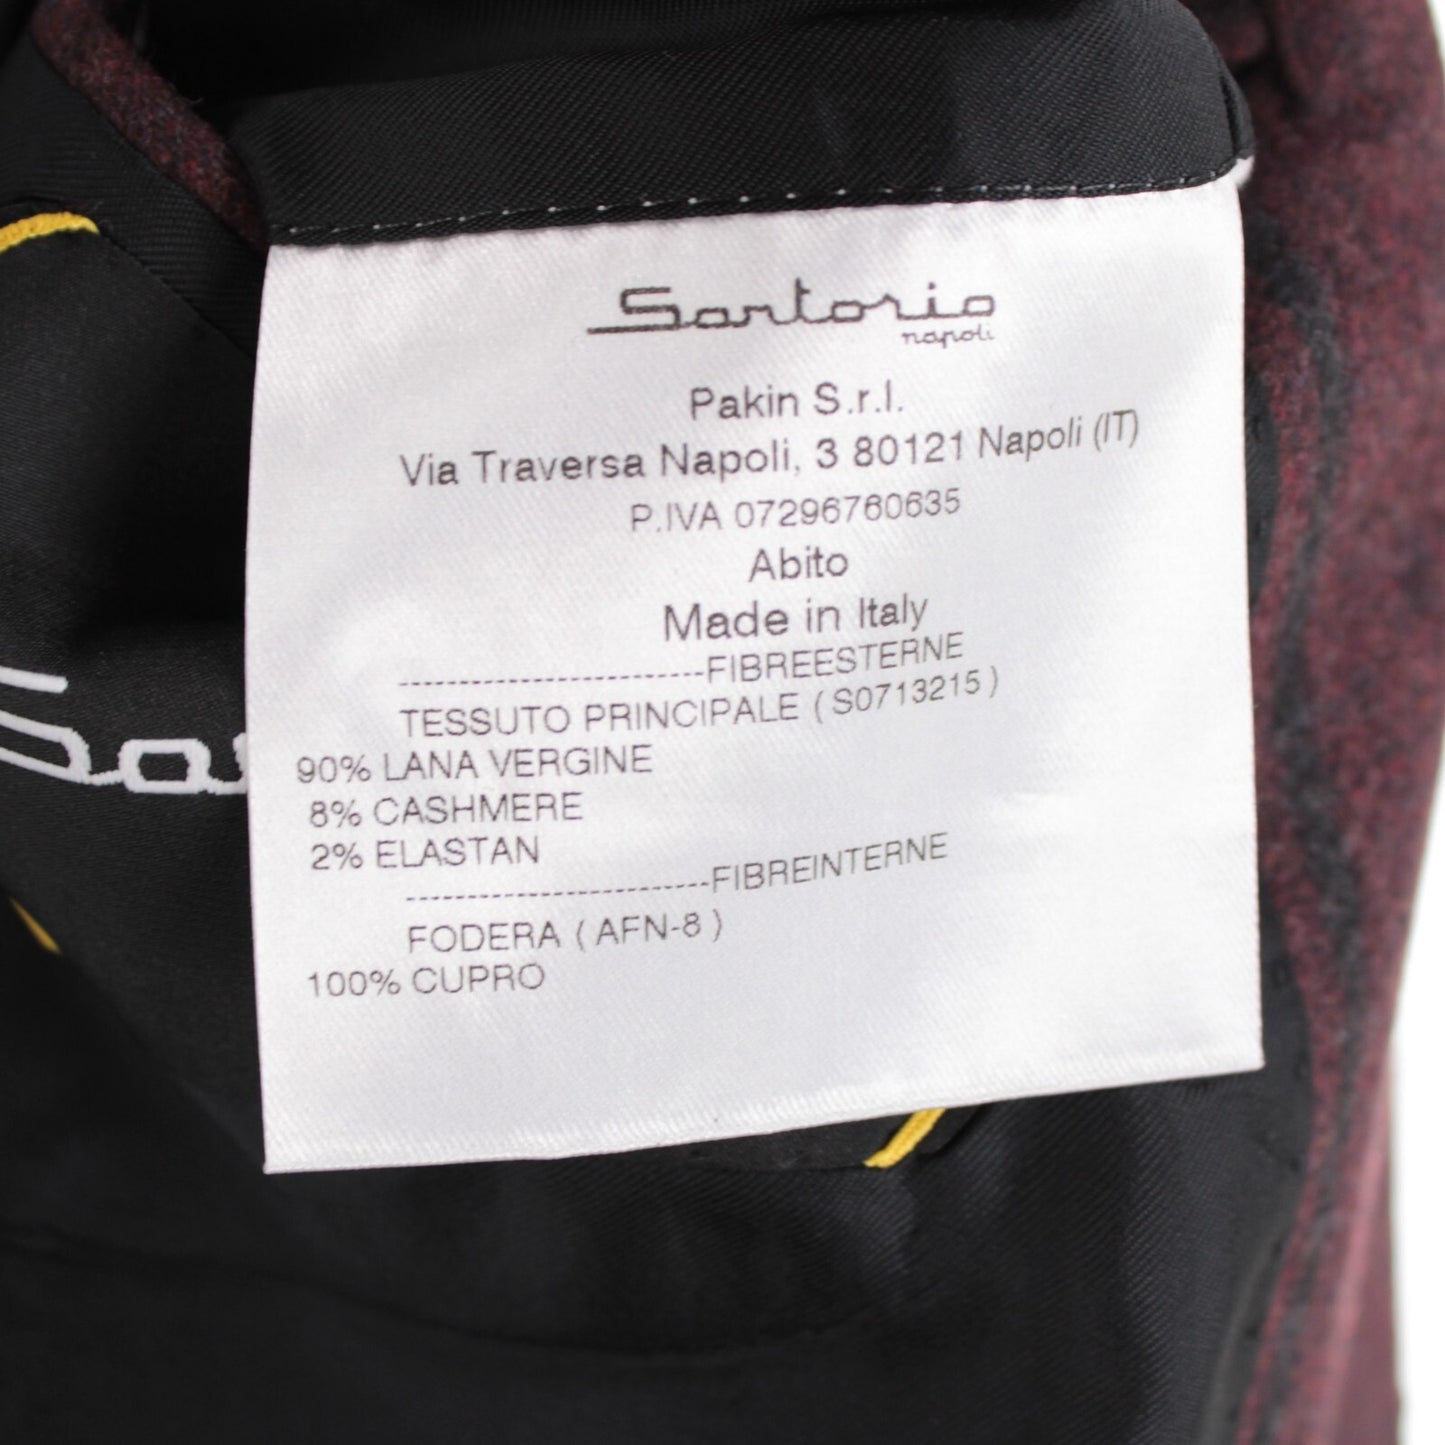 Sartorio
napoli
Pakin S.r.l.
Via Traversa Napoli, 3 80121 Napoli (IT)
P.IVA 07296760635
Abito
Made in Italy
-------------------------FIBREESTERNE
TESSUTO PRINCIPALE ( S0713215 )
90% LANA VERGINE
8% CASHMERE
2% ELASTAN
-------------------------FIBREINTERNE
FODERA ( AFN-8 )
100% CUPRO